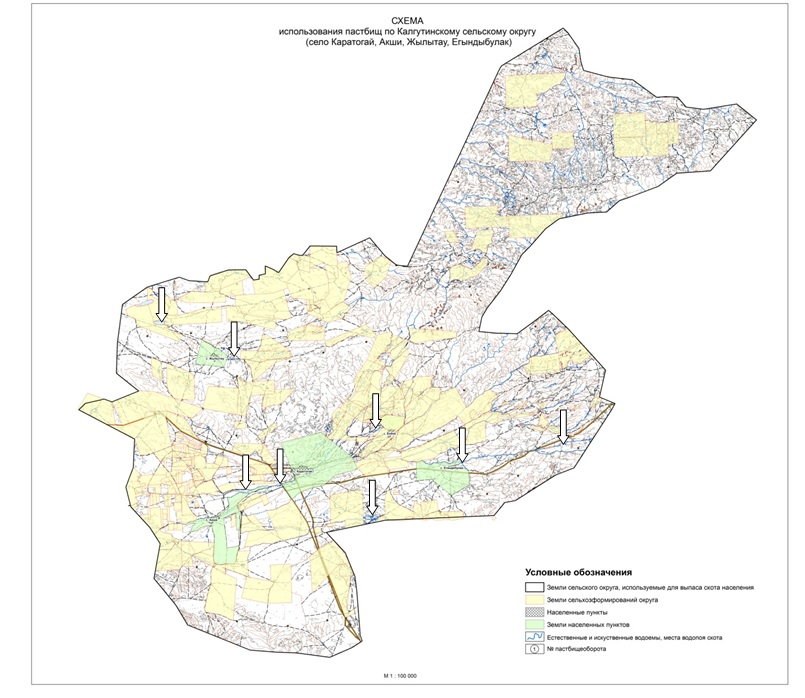 СХЕМА
использования пастбищ по Калгутинскому сельскому округу
(село Каратогай, Акши, Жылытау, Егындыбулак)
Условные обозначения
Земли сельского округа, используемые для выпаса скота населения
Земли сельхозформирований округа
Населенные пункты
Земли населенных пунктов
Естественные и искуственные водоемы, места водопоя скота
1 № пастбищеоборота
М 1 : 100 000